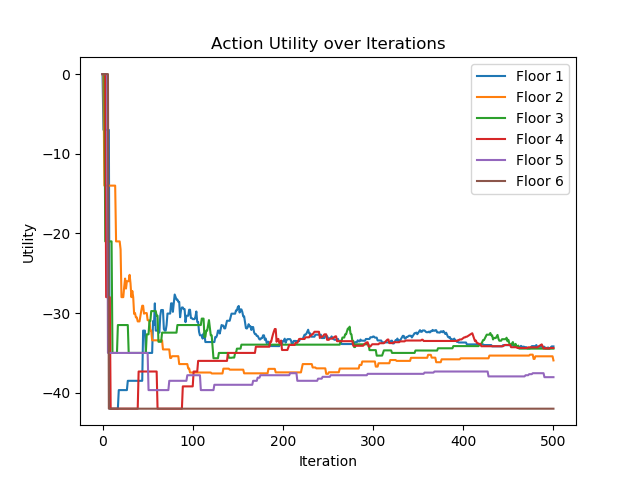 Action Utility over Iterations
Floor 1
Floor 2
Floor 3
Floor 4
Floor 5
Floor 6
Utility
0
−10
−20
−30
−40
0 100 200 300 400 500
Iteration